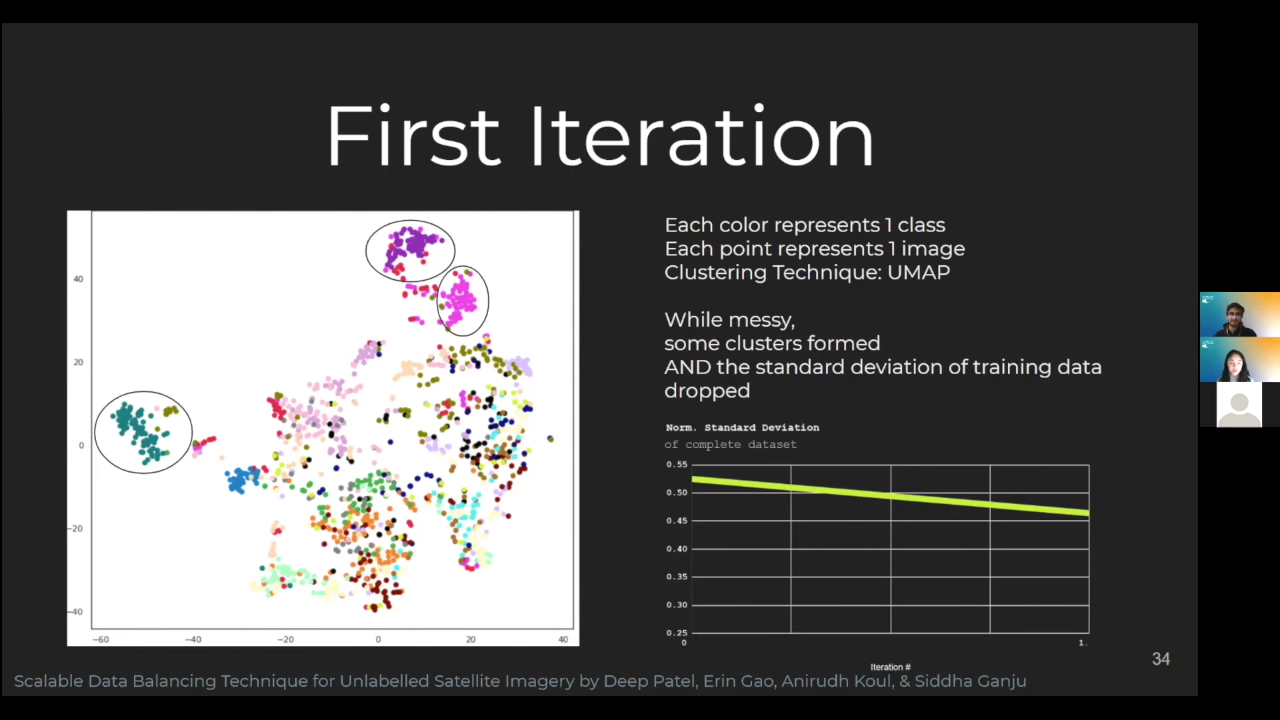 First Iteration
Each color represents 1 class
Each point represents 1 image
Clustering Technique: UMAP
While messy,
some clusters formed
AND the standard deviation of training data
dropped
40
20
0
−20
−40
−60
−40
−20
0
20
40
Norm. Standard Deviation
of complete dataset
0.55
0.50
0.45
0.40
0.35
0.30
0.25
0
1.
Iteration #
34
Scalable Data Balancing Technique for Unlabelled Satellite Imagery by Deep Patel, Erin Gao, Anirudh Koul, & Siddha Ganju